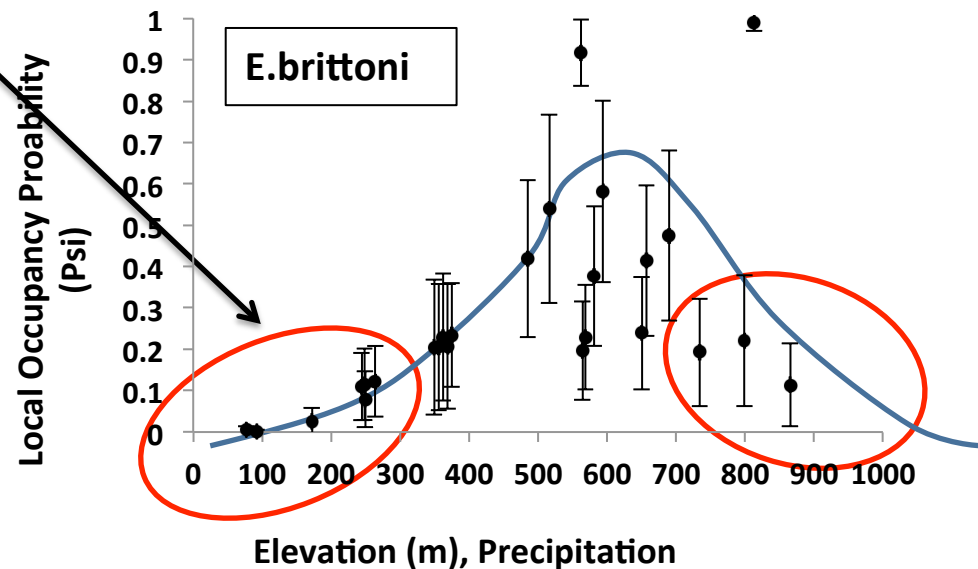 E.brittoni
Local Occupancy Proability
(Psi)
1
0.9
0.8
0.7
0.6
0.5
0.4
0.3
0.2
0.1
0
0 100 200 300 400 500 600 700 800 900 1000
Elevation (m), Precipitation